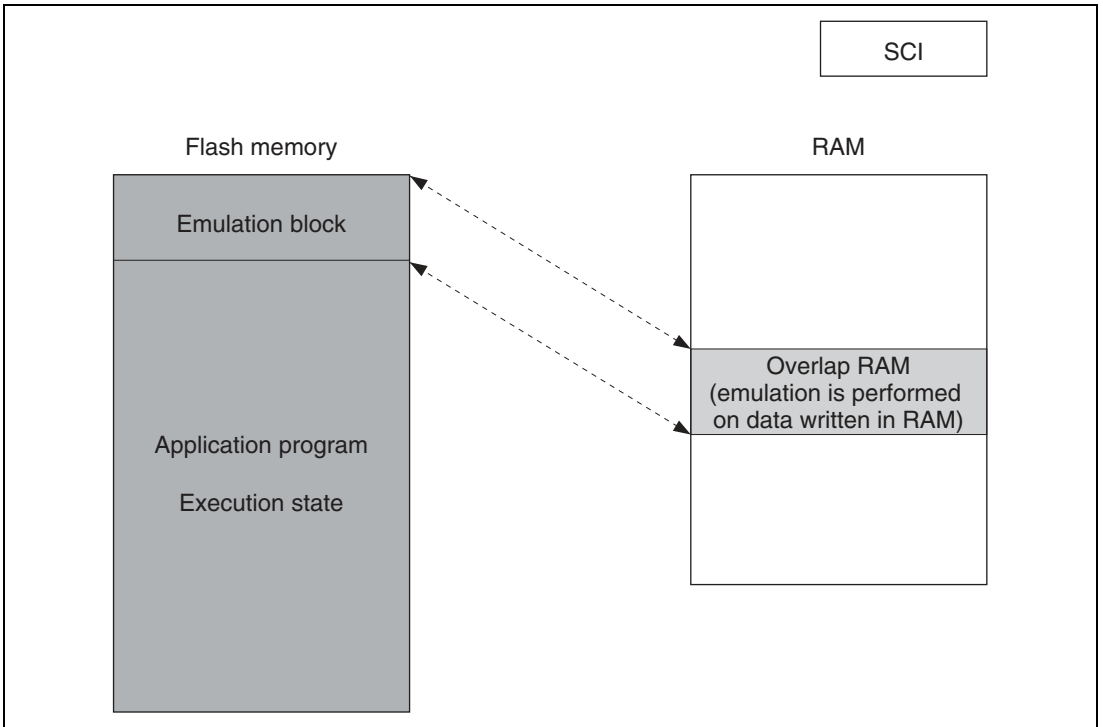 SCI
Flash memory
RAM
Emulation block
Overlap RAM
(emulation is performed
on data written in RAM)
Application program
Execution state